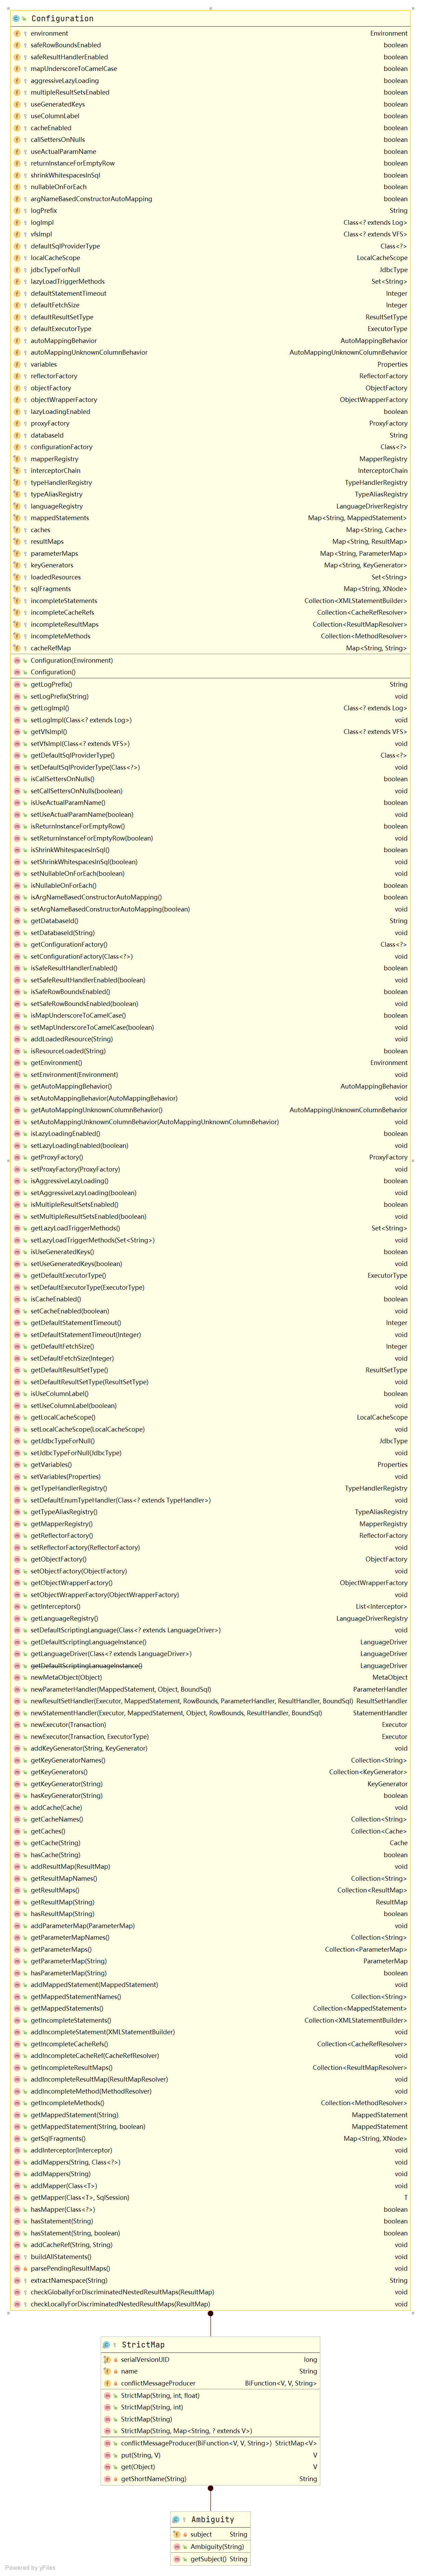 Configuration
environment Environment
safeRowBoundsEnabled boolean
safeResultHandlerEnabled boolean
mapUnderscoreToCamelCase boolean
aggressiveLazyLoading boolean
multipleResultSetsEnabled boolean
useGeneratedKeys boolean
useColumnLabel boolean
cacheEnabled boolean
callSettersOnNulls boolean
useActualParamName boolean
returnInstanceForEmptyRow boolean
shrinkWhitespacesInSql boolean
nullableOnForEach boolean
argNameBasedConstructorAutoMapping boolean
logPrefix String
logImpl Class<? extends Log>
vfsImpl Class<? extends VFS>
defaultSqlProviderType Class<?>
localCacheScope LocalCacheScope
jdbcTypeForNull JdbcType
lazyLoadTriggerMethods Set<String>
defaultStatementTimeout Integer
defaultFetchSize Integer
defaultResultSetType ResultSetType
defaultExecutorType ExecutorType
autoMappingBehavior AutoMappingBehavior
autoMappingUnknownColumnBehavior AutoMappingUnknownColumnBehavior
variables Properties
reflectorFactory ReflectorFactory
objectFactory ObjectFactory
objectWrapperFactory ObjectWrapperFactory
lazyLoadingEnabled boolean
proxyFactory ProxyFactory
databaseId String
configurationFactory Class<?>
mapperRegistry MapperRegistry
interceptorChain InterceptorChain
typeHandlerRegistry TypeHandlerRegistry
typeAliasRegistry TypeAliasRegistry
languageRegistry LanguageDriverRegistry
mappedStatements Map<String, MappedStatement>
caches Map<String, Cache>
resultMaps Map<String, ResultMap>
parameterMaps Map<String, ParameterMap>
keyGenerators Map<String, KeyGenerator>
loadedResources Set<String>
sqlFragments Map<String, XNode>
incompleteStatements Collection<XMLStatementBuilder>
incompleteCacheRefs Collection<CacheRefResolver>
incompleteResultMaps Collection<ResultMapResolver>
incompleteMethods Collection<MethodResolver>
cacheRefMap Map<String, String>
Configuration(Environment)
Configuration()
getLogPrefix() String
setLogPrefix(String) void
getLogImpl() Class<? extends Log>
setLogImpl(Class<? extends Log>) void
getVfsImpl() Class<? extends VFS>
setVfsImpl(Class<? extends VFS>) void
getDefaultSqlProviderType() Class<?>
setDefaultSqlProviderType(Class<?>) void
isCallSettersOnNulls() boolean
setCallSettersOnNulls(boolean) void
isUseActualParamName() boolean
setUseActualParamName(boolean) void
isReturnInstanceForEmptyRow() boolean
setReturnInstanceForEmptyRow(boolean) void
isShrinkWhitespacesInSql() boolean
setShrinkWhitespacesInSql(boolean) void
setNullableOnForEach(boolean) void
isNullableOnForEach() boolean
isArgNameBasedConstructorAutoMapping() boolean
setArgNameBasedConstructorAutoMapping(boolean) void
getDatabaseId() String
setDatabaseId(String) void
getConfigurationFactory() Class<?>
setConfigurationFactory(Class<?>) void
isSafeResultHandlerEnabled() boolean
setSafeResultHandlerEnabled(boolean) void
isSafeRowBoundsEnabled() boolean
setSafeRowBoundsEnabled(boolean) void
isMapUnderscoreToCamelCase() boolean
setMapUnderscoreToCamelCase(boolean) void
addLoadedResource(String) void
isResourceLoaded(String) boolean
getEnvironment() Environment
setEnvironment(Environment) void
getAutoMappingBehavior() AutoMappingBehavior
setAutoMappingBehavior(AutoMappingBehavior) void
getAutoMappingUnknownColumnBehavior() AutoMappingUnknownColumnBehavior
setAutoMappingUnknownColumnBehavior(AutoMappingUnknownColumnBehavior) void
isLazyLoadingEnabled() boolean
setLazyLoadingEnabled(boolean) void
getProxyFactory() ProxyFactory
setProxyFactory(ProxyFactory) void
isAggressiveLazyLoading() boolean
setAggressiveLazyLoading(boolean) void
isMultipleResultSetsEnabled() boolean
setMultipleResultSetsEnabled(boolean) void
getLazyLoadTriggerMethods() Set<String>
setLazyLoadTriggerMethods(Set<String>) void
isUseGeneratedKeys() boolean
setUseGeneratedKeys(boolean) void
getDefaultExecutorType() ExecutorType
setDefaultExecutorType(ExecutorType) void
isCacheEnabled() boolean
setCacheEnabled(boolean) void
getDefaultStatementTimeout() Integer
setDefaultStatementTimeout(Integer) void
getDefaultFetchSize() Integer
setDefaultFetchSize(Integer) void
getDefaultResultSetType() ResultSetType
setDefaultResultSetType(ResultSetType) void
isUseColumnLabel() boolean
setUseColumnLabel(boolean) void
getLocalCacheScope() LocalCacheScope
setLocalCacheScope(LocalCacheScope) void
getJdbcTypeForNull() JdbcType
setJdbcTypeForNull(JdbcType) void
getVariables() Properties
setVariables(Properties) void
getTypeHandlerRegistry() TypeHandlerRegistry
setDefaultEnumTypeHandler(Class<? extends TypeHandler>) void
getTypeAliasRegistry() TypeAliasRegistry
getMapperRegistry() MapperRegistry
getReflectorFactory() ReflectorFactory
setReflectorFactory(ReflectorFactory) void
getObjectFactory() ObjectFactory
setObjectFactory(ObjectFactory) void
getObjectWrapperFactory() ObjectWrapperFactory
setObjectWrapperFactory(ObjectWrapperFactory) void
getInterceptors() List<Interceptor>
getLanguageRegistry() LanguageDriverRegistry
setDefaultScriptingLanguage(Class<? extends LanguageDriver>) void
getDefaultScriptingLanguageInstance() LanguageDriver
getLanguageDriver(Class<? extends LanguageDriver>) LanguageDriver
getDefaultScriptingLanuageInstance() LanguageDriver
newMetaObject(Object) MetaObject
newParameterHandler(MappedStatement, Object, BoundSql) ParameterHandler
newResultSetHandler(Executor, MappedStatement, RowBounds, ParameterHandler, ResultHandler, BoundSql) ResultSetHandler
newStatementHandler(Executor, MappedStatement, Object, RowBounds, ResultHandler, BoundSql) StatementHandler
newExecutor(Transaction) Executor
newExecutor(Transaction, ExecutorType) Executor
addKeyGenerator(String, KeyGenerator) void
getKeyGeneratorNames() Collection<String>
getKeyGenerators() Collection<KeyGenerator>
getKeyGenerator(String) KeyGenerator
hasKeyGenerator(String) boolean
addCache(Cache) void
getCacheNames() Collection<String>
getCaches() Collection<Cache>
getCache(String) Cache
hasCache(String) boolean
addResultMap(ResultMap) void
getResultMapNames() Collection<String>
getResultMaps() Collection<ResultMap>
getResultMap(String) ResultMap
hasResultMap(String) boolean
addParameterMap(ParameterMap) void
getParameterMapNames() Collection<String>
getParameterMaps() Collection<ParameterMap>
getParameterMap(String) ParameterMap
hasParameterMap(String) boolean
addMappedStatement(MappedStatement) void
getMappedStatementNames() Collection<String>
getMappedStatements() Collection<MappedStatement>
getIncompleteStatements() Collection<XMLStatementBuilder>
addIncompleteStatement(XMLStatementBuilder) void
getIncompleteCacheRefs() Collection<CacheRefResolver>
addIncompleteCacheRef(CacheRefResolver) void
getIncompleteResultMaps() Collection<ResultMapResolver>
addIncompleteResultMap(ResultMapResolver) void
addIncompleteMethod(MethodResolver) void
getIncompleteMethods() Collection<MethodResolver>
getMappedStatement(String) MappedStatement
getMappedStatement(String, boolean) MappedStatement
getSqlFragments() Map<String, XNode>
addInterceptor(Interceptor) void
addMappers(String, Class<?>) void
addMappers(String) void
addMapper(Class<T>) void
getMapper(Class<T>, SqlSession) T
hasMapper(Class<?>) boolean
hasStatement(String) boolean
hasStatement(String, boolean) boolean
addCacheRef(String, String) void
buildAllStatements() void
parsePendingResultMaps() void
extractNamespace(String) String
checkGloballyForDiscriminatedNestedResultMaps(ResultMap) void
checkLocallyForDiscriminatedNestedResultMaps(ResultMap) void
StrictMap
serialVersionUID long
name String
conflictMessageProducer BiFunction<V, V, String>
StrictMap(String, int, float)
StrictMap(String, int)
StrictMap(String)
StrictMap(String, Map<String, ? extends V>)
conflictMessageProducer(BiFunction<V, V, String>) StrictMap<V>
put(String, V) V
get(Object) V
getShortName(String) String
Ambiguity
subject String
Ambiguity(String)
getSubject() String
Powered by yFiles